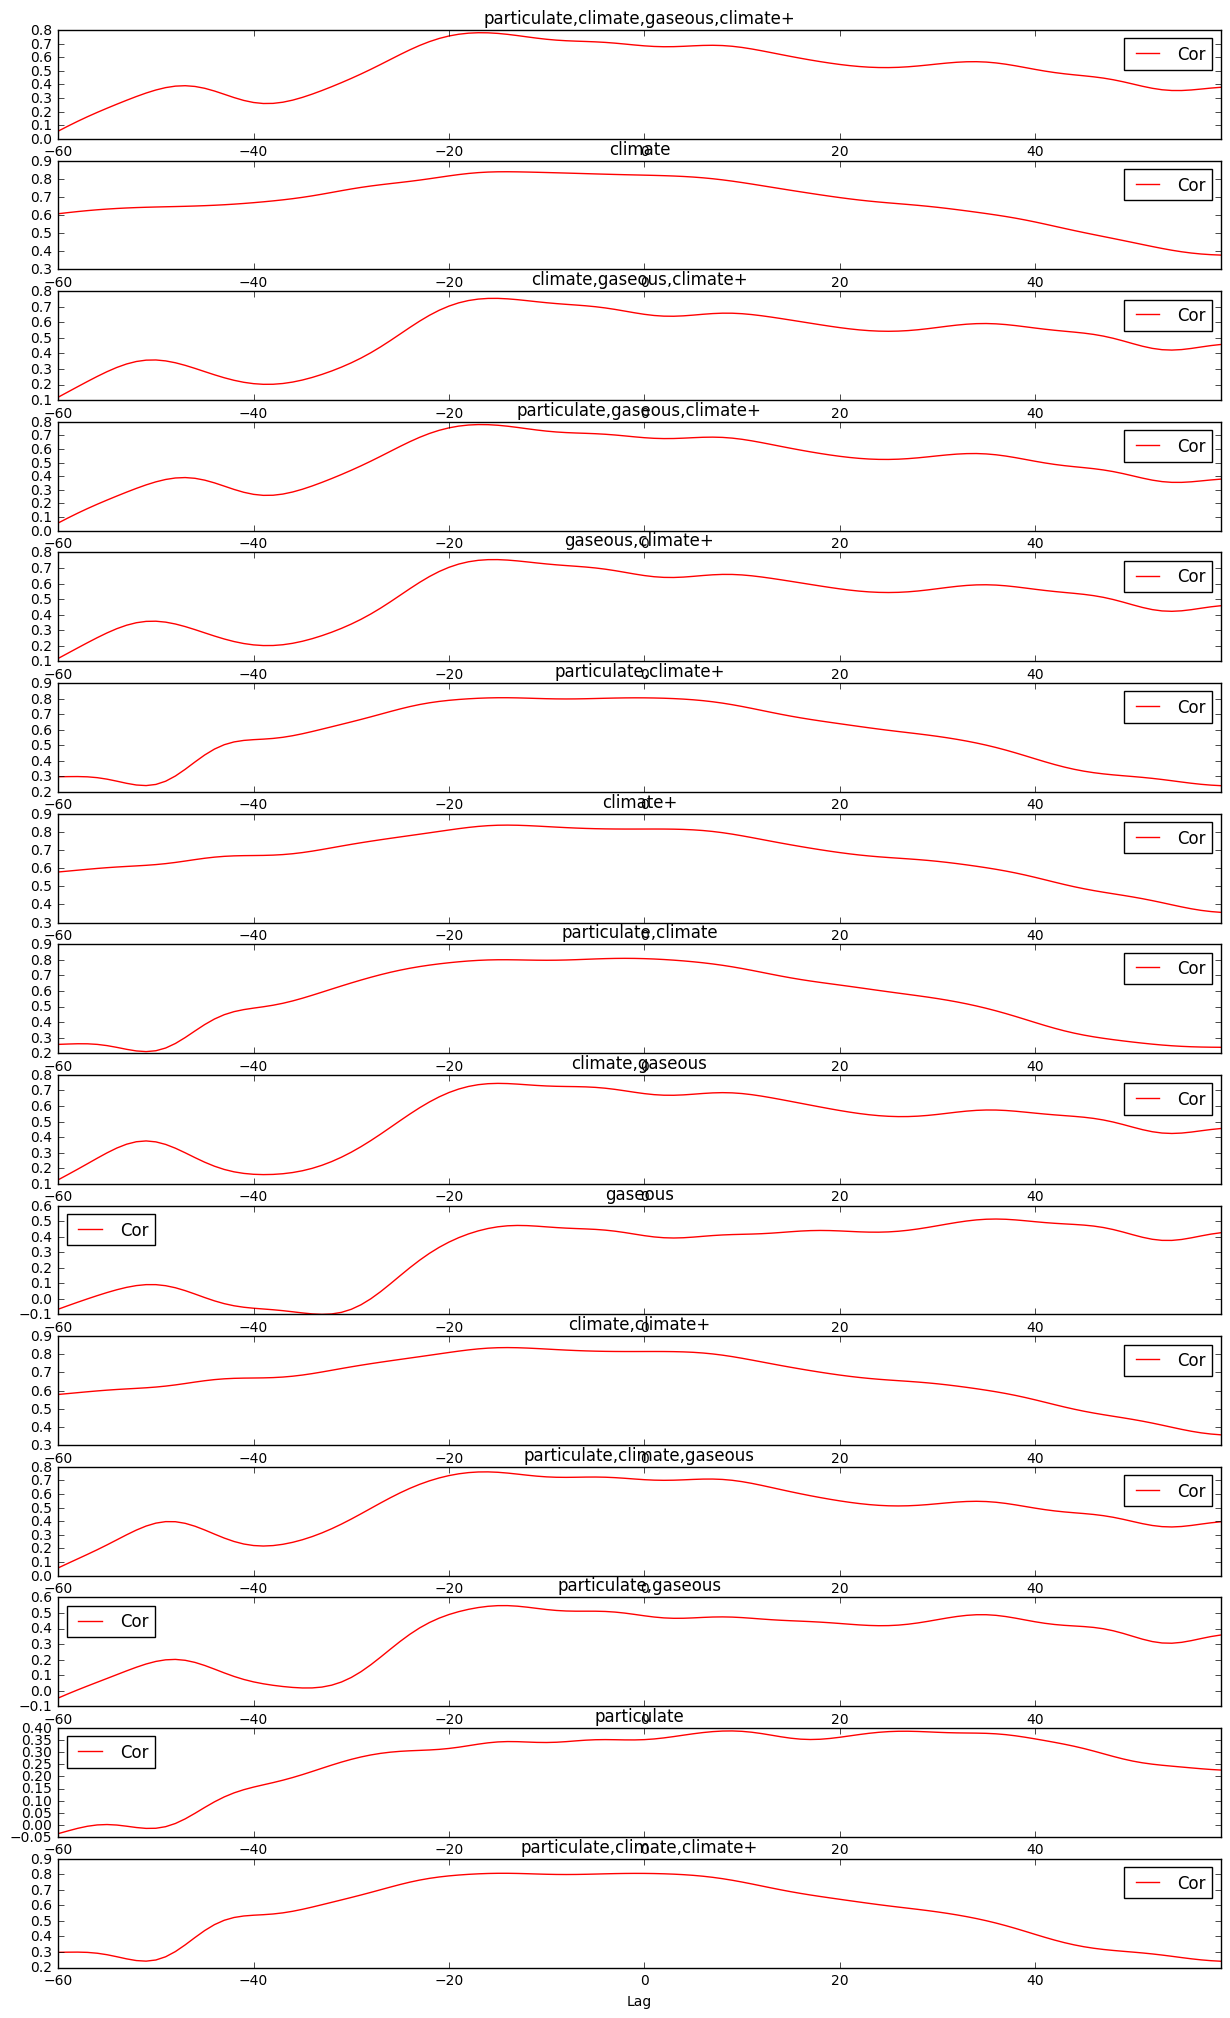 particulate,climate,gaseous,climate+
0.8
0.7
0.6
0.5
0.4
0.3
0.2
0.1
0.0
Cor
−60 −40 −20 0 20 40
climate
0.9
0.8
0.7
0.6
0.5
0.4
0.3
Cor
−60 −40 −20 0 20 40
climate,gaseous,climate+
0.8
0.7
0.6
0.5
0.4
0.3
0.2
0.1
Cor
−60 −40 −20 0 20 40
particulate,gaseous,climate+
0.8
0.7
0.6
0.5
0.4
0.3
0.2
0.1
0.0
Cor
−60 −40 −20 0 20 40
gaseous,climate+
0.8
0.7
0.6
0.5
0.4
0.3
0.2
0.1
Cor
−60 −40 −20 0 20 40
particulate,climate+
0.9
0.8
0.7
0.6
0.5
0.4
0.3
0.2
Cor
−60 −40 −20 0 20 40
climate+
0.9
0.8
0.7
0.6
0.5
0.4
0.3
Cor
−60 −40 −20 0 20 40
particulate,climate
0.9
0.8
0.7
0.6
0.5
0.4
0.3
0.2
Cor
−60 −40 −20 0 20 40
climate,gaseous
0.8
0.7
0.6
0.5
0.4
0.3
0.2
0.1
Cor
−60 −40 −20 0 20 40
gaseous
0.6
0.5
0.4
0.3
0.2
0.1
0.0
−0.1
Cor
−60 −40 −20 0 20 40
climate,climate+
0.9
0.8
0.7
0.6
0.5
0.4
0.3
Cor
−60 −40 −20 0 20 40
particulate,climate,gaseous
0.8
0.7
0.6
0.5
0.4
0.3
0.2
0.1
0.0
Cor
−60 −40 −20 0 20 40
particulate,gaseous
0.6
0.5
0.4
0.3
0.2
0.1
0.0
−0.1
Cor
−60 −40 −20 0 20 40
particulate
0.40
0.35
0.30
0.25
0.20
0.15
0.10
0.05
0.00
−0.05
Cor
−60 −40 −20 0 20 40
particulate,climate,climate+
0.9
0.8
0.7
0.6
0.5
0.4
0.3
0.2
Cor
−60 −40 −20 0 20 40
Lag